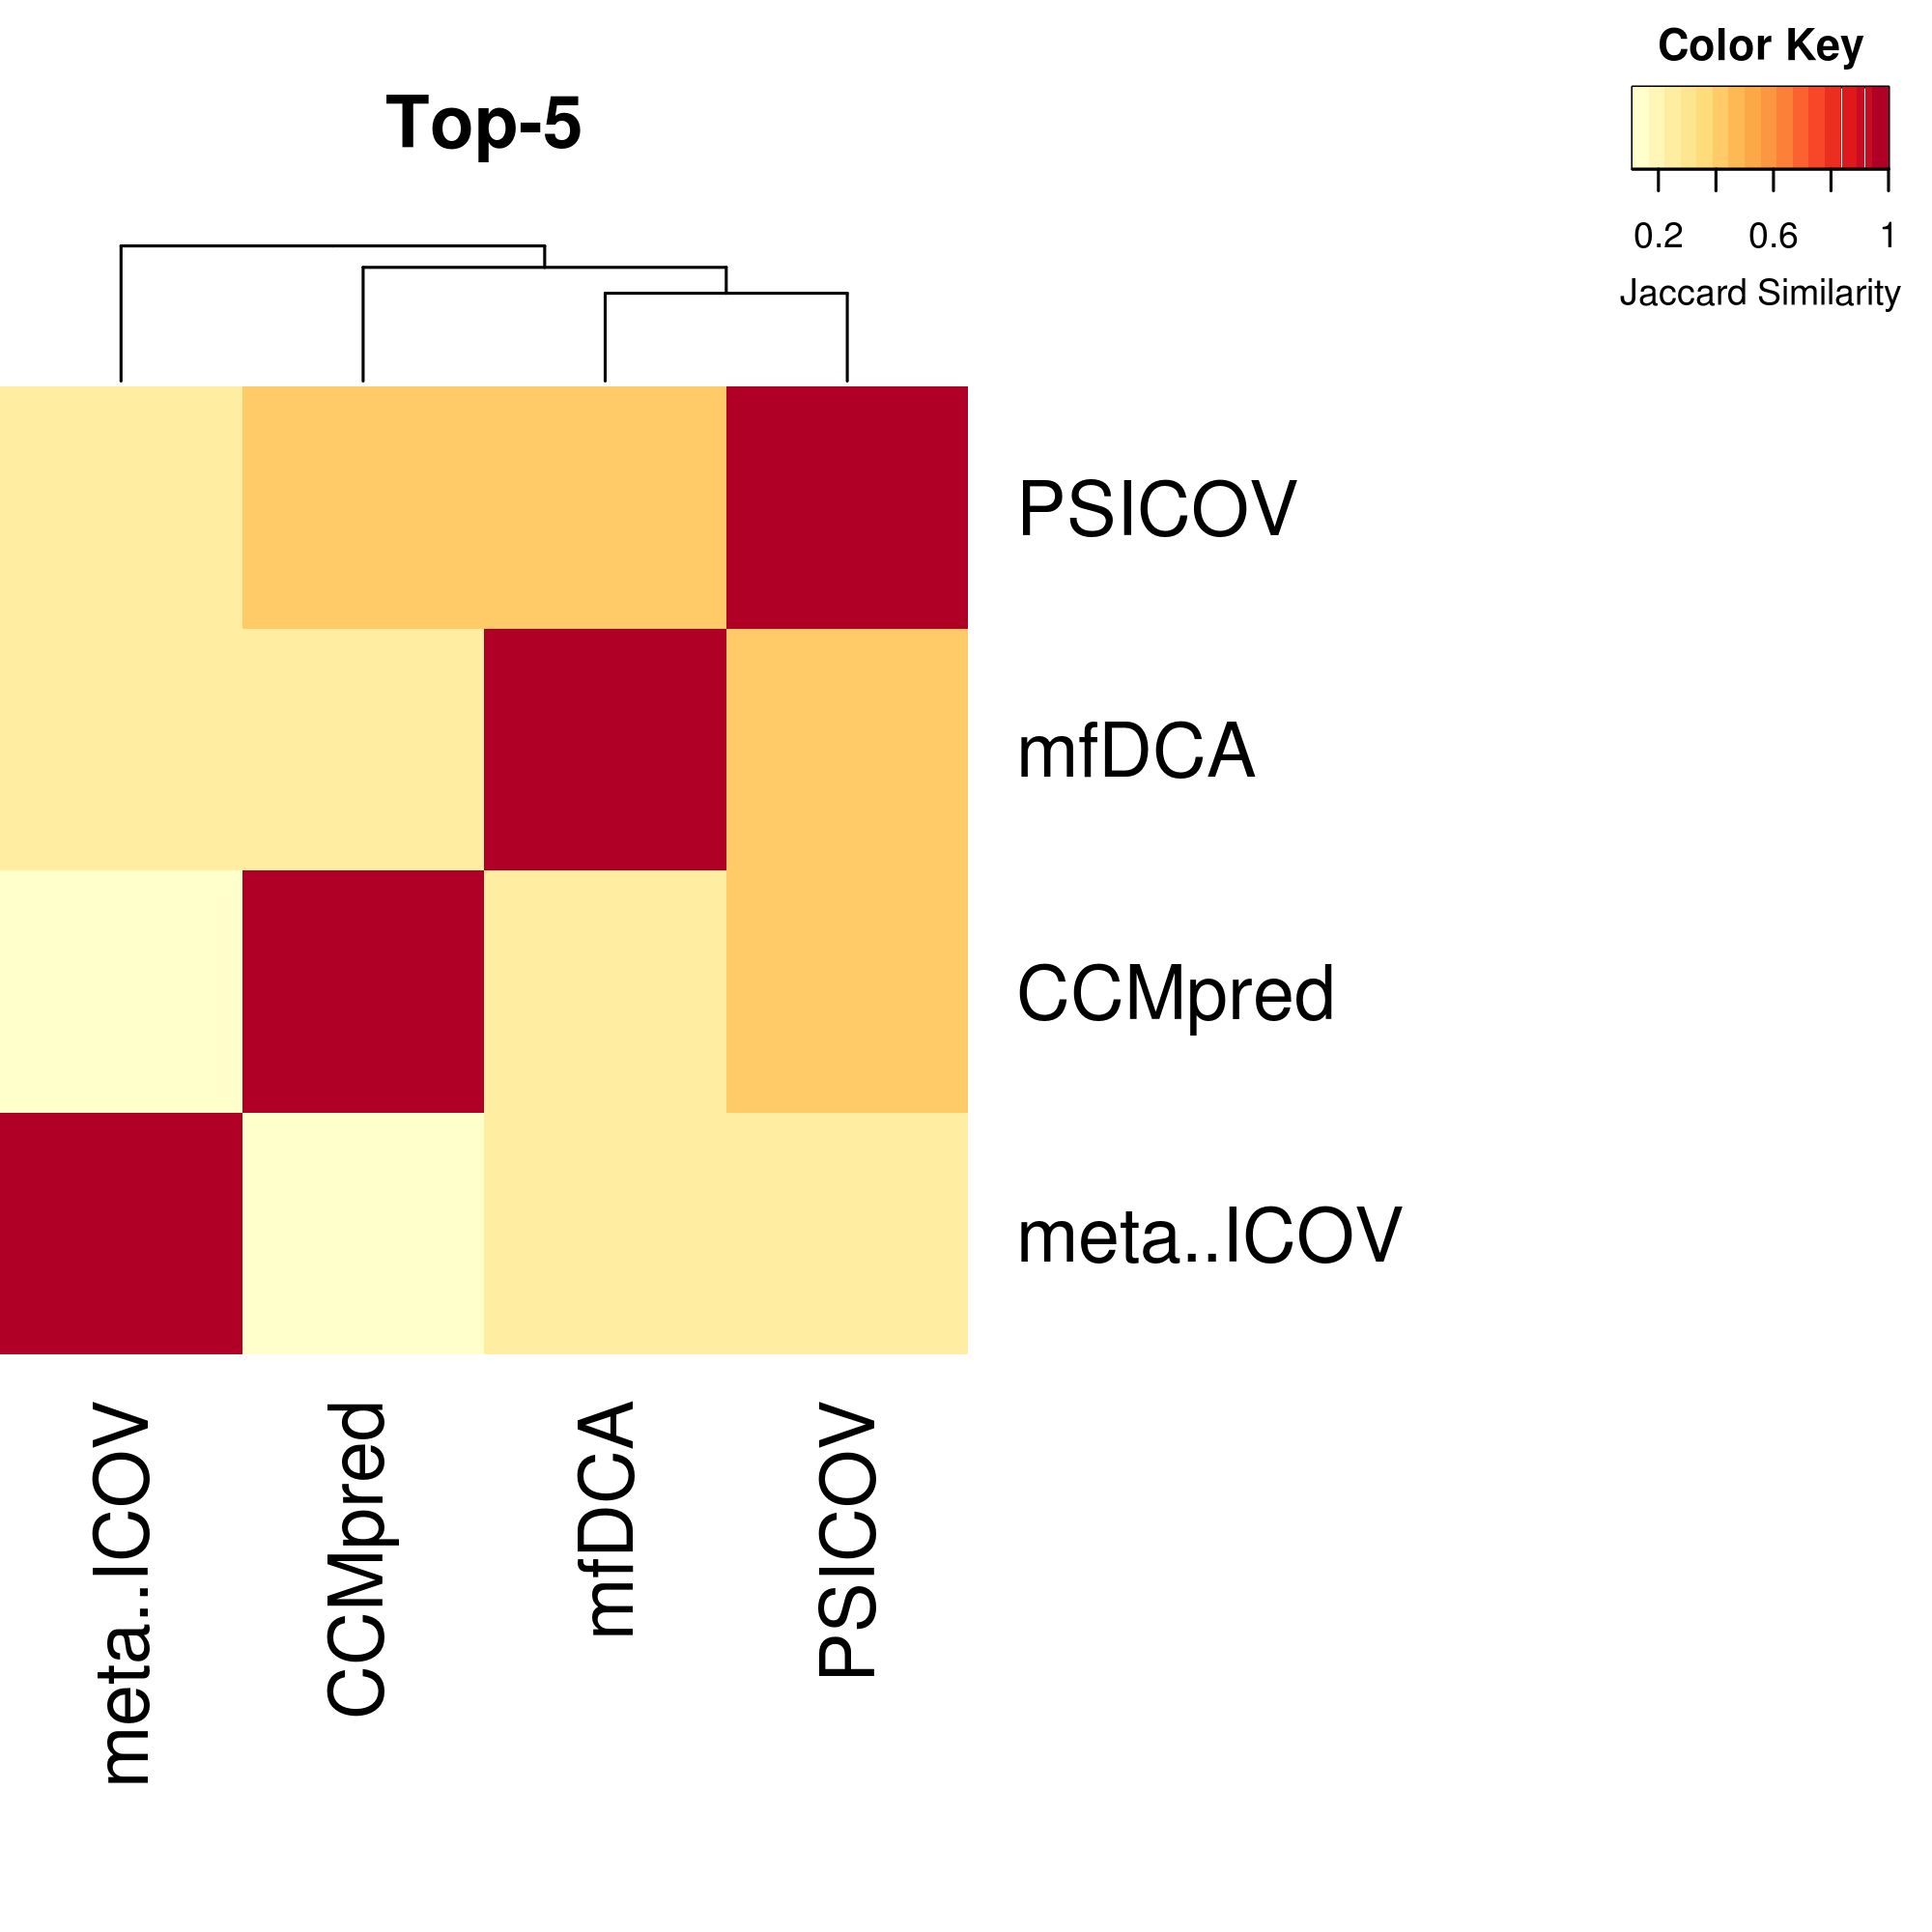 Color Key
Top-5
0.2 0.6 1
Jaccard Similarity
PSICOV
mfDCA
CCMpred
meta..ICOV
meta..ICOV
CCMpred
mfDCA
PSICOV